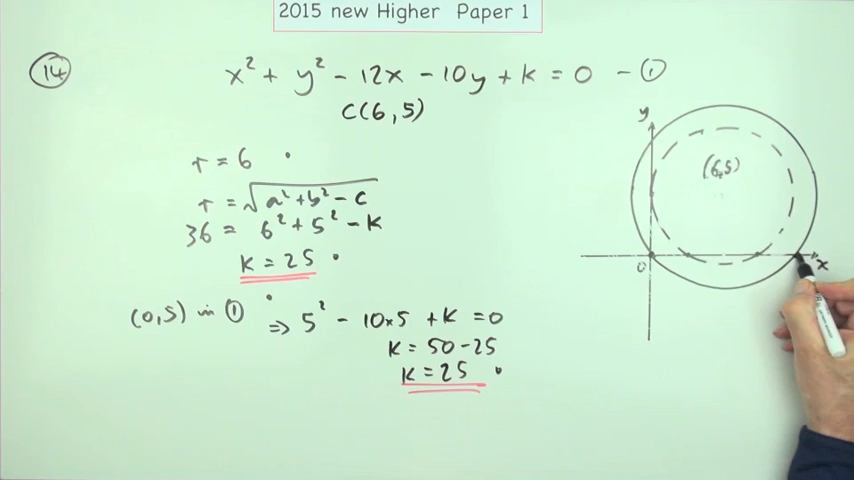 2015 new Higher Paper 1
14
x² + y² - 12x - 10y + k = 0 - ①
C(6,5)
r = 6
r = √a² + b² - c
36 = 6² + 5² - k
k = 25
(0,5) in ① ⇒ 5² - 10×5 + k = 0
k = 50 - 25
k = 25
y
(6,5)
0
x